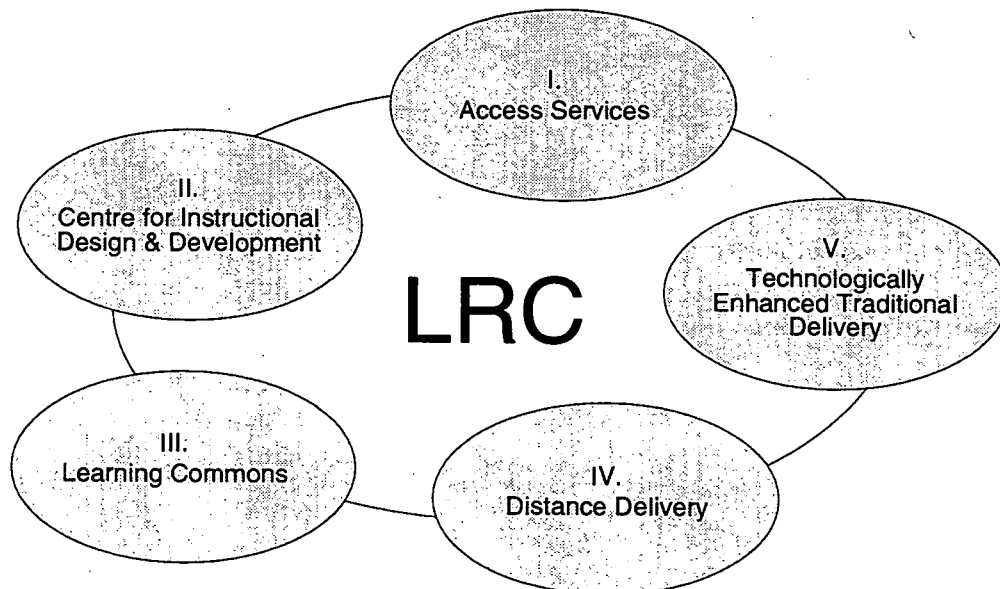 I.
Access Services
II.
Centre for Instructional
Design & Development
LRC
V.
Technologically
Enhanced Traditional
Delivery
III.
Learning Commons
IV.
Distance Delivery